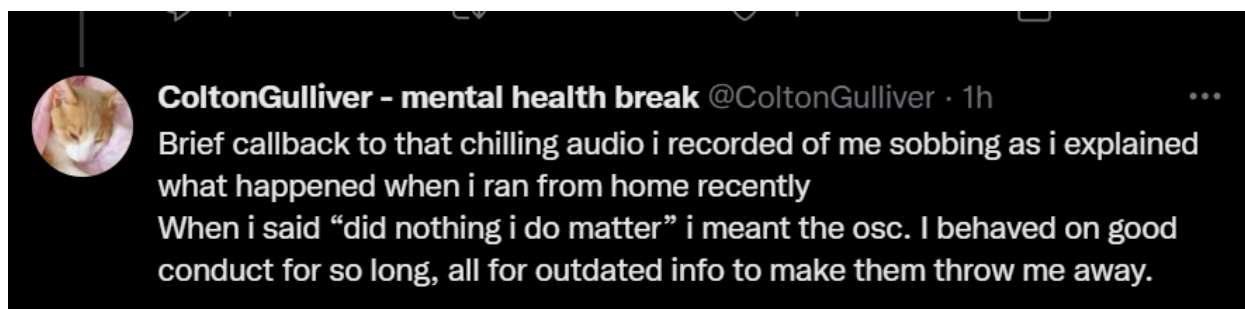 ColtonGulliver - mental health break @ColtonGulliver · 1h
Brief callback to that chilling audio i recorded of me sobbing as i explained
what happened when i ran from home recently
When i said “did nothing i do matter” i meant the osc. I behaved on good
conduct for so long, all for outdated info to make them throw me away.